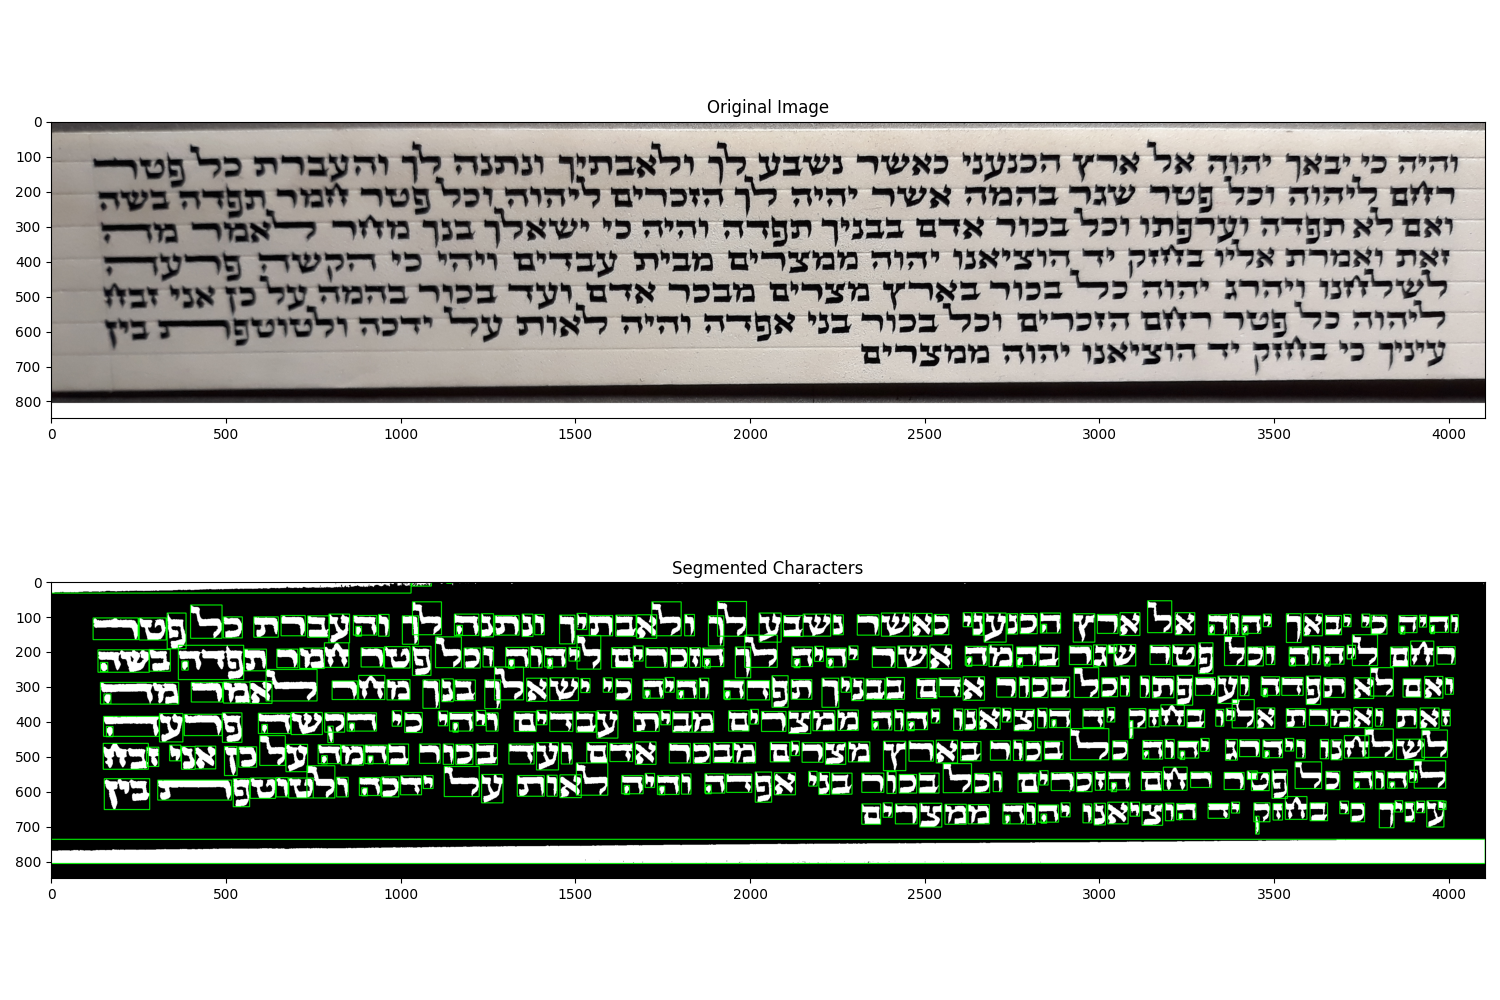 Original Image
0
100
200
300
400
500
600
700
800
והיה כי יבאך יהוה אל ארץ הכנעני כאשר נשבע לך ולאבתיך ונתנה לך והעברת כל פטר
רחם ליהוה וכל פטר שגר בהמה אשר יהיה לך הזכרים ליהוה וכל פטר חמר תפדה בשה
ואם לא תפדה וערפתו וכל בכור אדם בבניך תפדה והיה כי ישאלך בנך מחר לאמר מה
זאת ואמרת אליו בחזק יד הוציאנו יהוה ממצרים מבית עבדים ויהי כי הקשה פרעה
לשלחנו ויהרג יהוה כל בכור בארץ מצרים מבכר אדם ועד בכור בהמה על כן אני זבח
ליהוה כל פטר רחם הזכרים וכל בכור בני אפדה והיה לאות על ידכה ולטוטפת בין
עיניך כי בחזק יד הוציאנו יהוה ממצרים
0 500 1000 1500 2000 2500 3000 3500 4000
Segmented Characters
0
100
200
300
400
500
600
700
800
והיה כי יבאך יהוה אל ארץ הכנעני כאשר נשבע לך ולאבתיך ונתנה לך והעברת כל פטר
רחם ליהוה וכל פטר שגר בהמה אשר יהיה לך הזכרים ליהוה וכל פטר חמר תפדה בשה
ואם לא תפדה וערפתו וכל בכור אדם בבניך תפדה והיה כי ישאלך בנך מחר לאמר מה
זאת ואמרת אליו בחזק יד הוציאנו יהוה ממצרים מבית עבדים ויהי כי הקשה פרעה
לשלחנו ויהרג יהוה כל בכור בארץ מצרים מבכר אדם ועד בכור בהמה על כן אני זבח
ליהוה כל פטר רחם הזכרים וכל בכור בני אפדה והיה לאות על ידכה ולטוטפת בין
עיניך כי בחזק יד הוציאנו יהוה ממצרים
0 500 1000 1500 2000 2500 3000 3500 4000